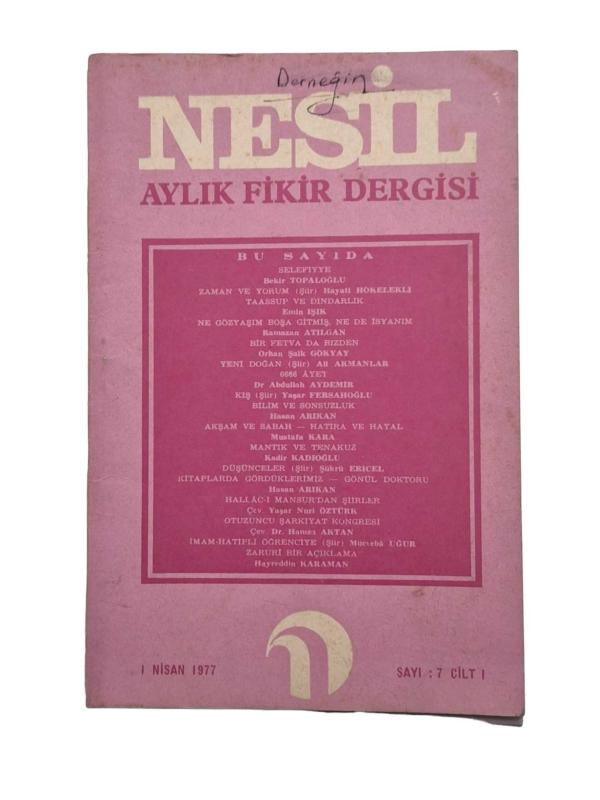 Derneğin
NESİL
AYLIK FİKİR DERGİSİ
BU SAYIDA
SELEFİYYE
Bekir TOPALOĞLU
ZAMAN VE YORUM (Şiir) Hayati HÖKELEKLİ
TAASSUP VE DİNDARLIK
Emin IŞIK
NE GÖZYAŞIM BOŞA GİTMİŞ, NE DE İSYANIM
Ramazan ATILGAN
BİR FETVA DA BİZDEN
Orhan Şaik GÖKYAY
YENİ DOĞAN (Şiir) Ali AKMANLAR
6666 ÂYET
Dr Abdullah AYDEMİR
KIŞ (Şiir) Yaşar FERSAHOĞLU
BİLİM VE SONSUZLUK
Hasan ARIKAN
AKŞAM VE SABAH — HATIRA VE HAYAL
Mustafa KARA
MANTIK VE TENAKUZ
Kadir KADIOĞLU
DÜŞÜNCELER (Şiir) Şükrü ERICEL
KİTAPLARDA GÖRDÜKLERİMİZ — GÖNÜL DOKTORU
Hasan ARIKAN
HALLÂC-I MANSUR'DAN ŞİİRLER
Çev. Yaşar Nuri ÖZTÜRK
OTUZUNCU ŞARKİYAT KONGRESİ
Çev. Dr. Hamza AKTAN
İMAM-HATİPLİ ÖĞRENCİYE (Şiir) Mücteba UĞUR
ZARURİ BİR AÇIKLAMA
Hayreddin KARAMAN
1 NİSAN 1977
SAYI : 7 CİLT 1